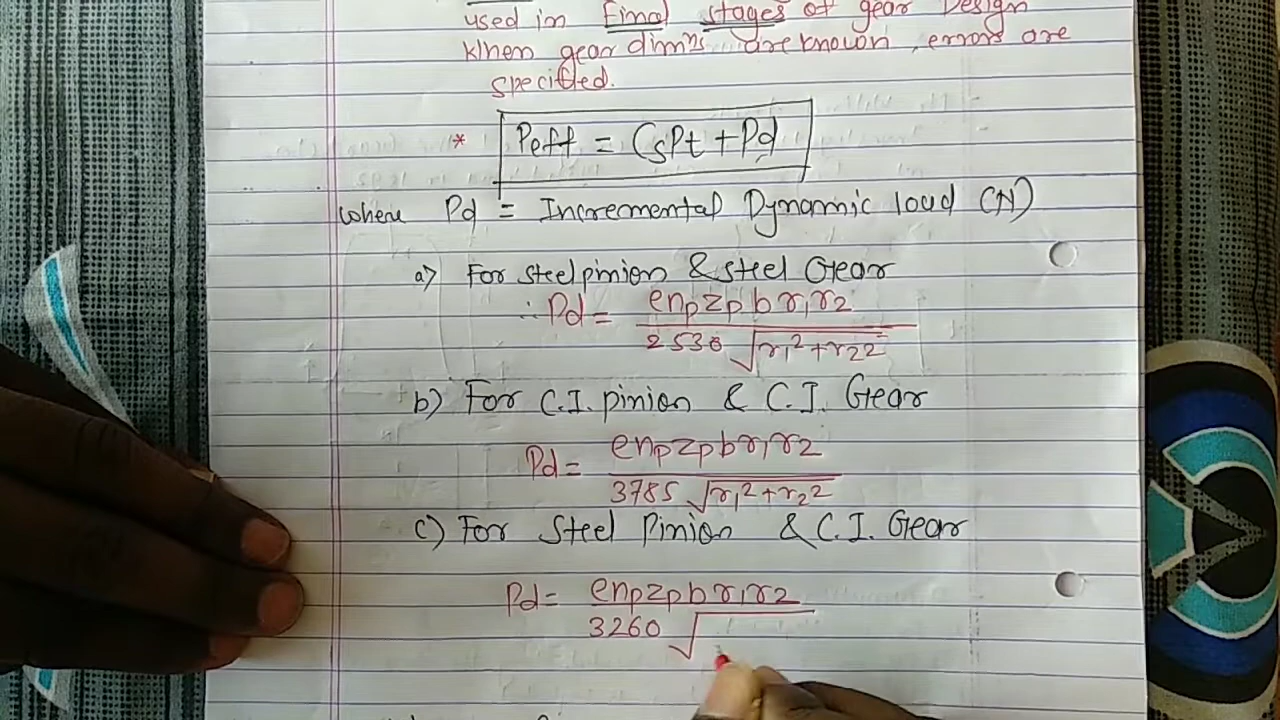 used in Final stages of gear Design
When gear dimns are known, errors are
specified.
* Peff = CsPt + Pd
Where Pd = Incremental Dynamic load (N)
a) For steel pinion & steel Gear
∴ Pd = enpzpbr1r2 / 2530 √r1²+r2²
b) For C.I. pinion & C.I. Gear
Pd = enpzpbr1r2 / 3785 √r1²+r2²
c) For Steel Pinion & C.I. Gear
Pd = enpzpbr1r2 / 3260 √